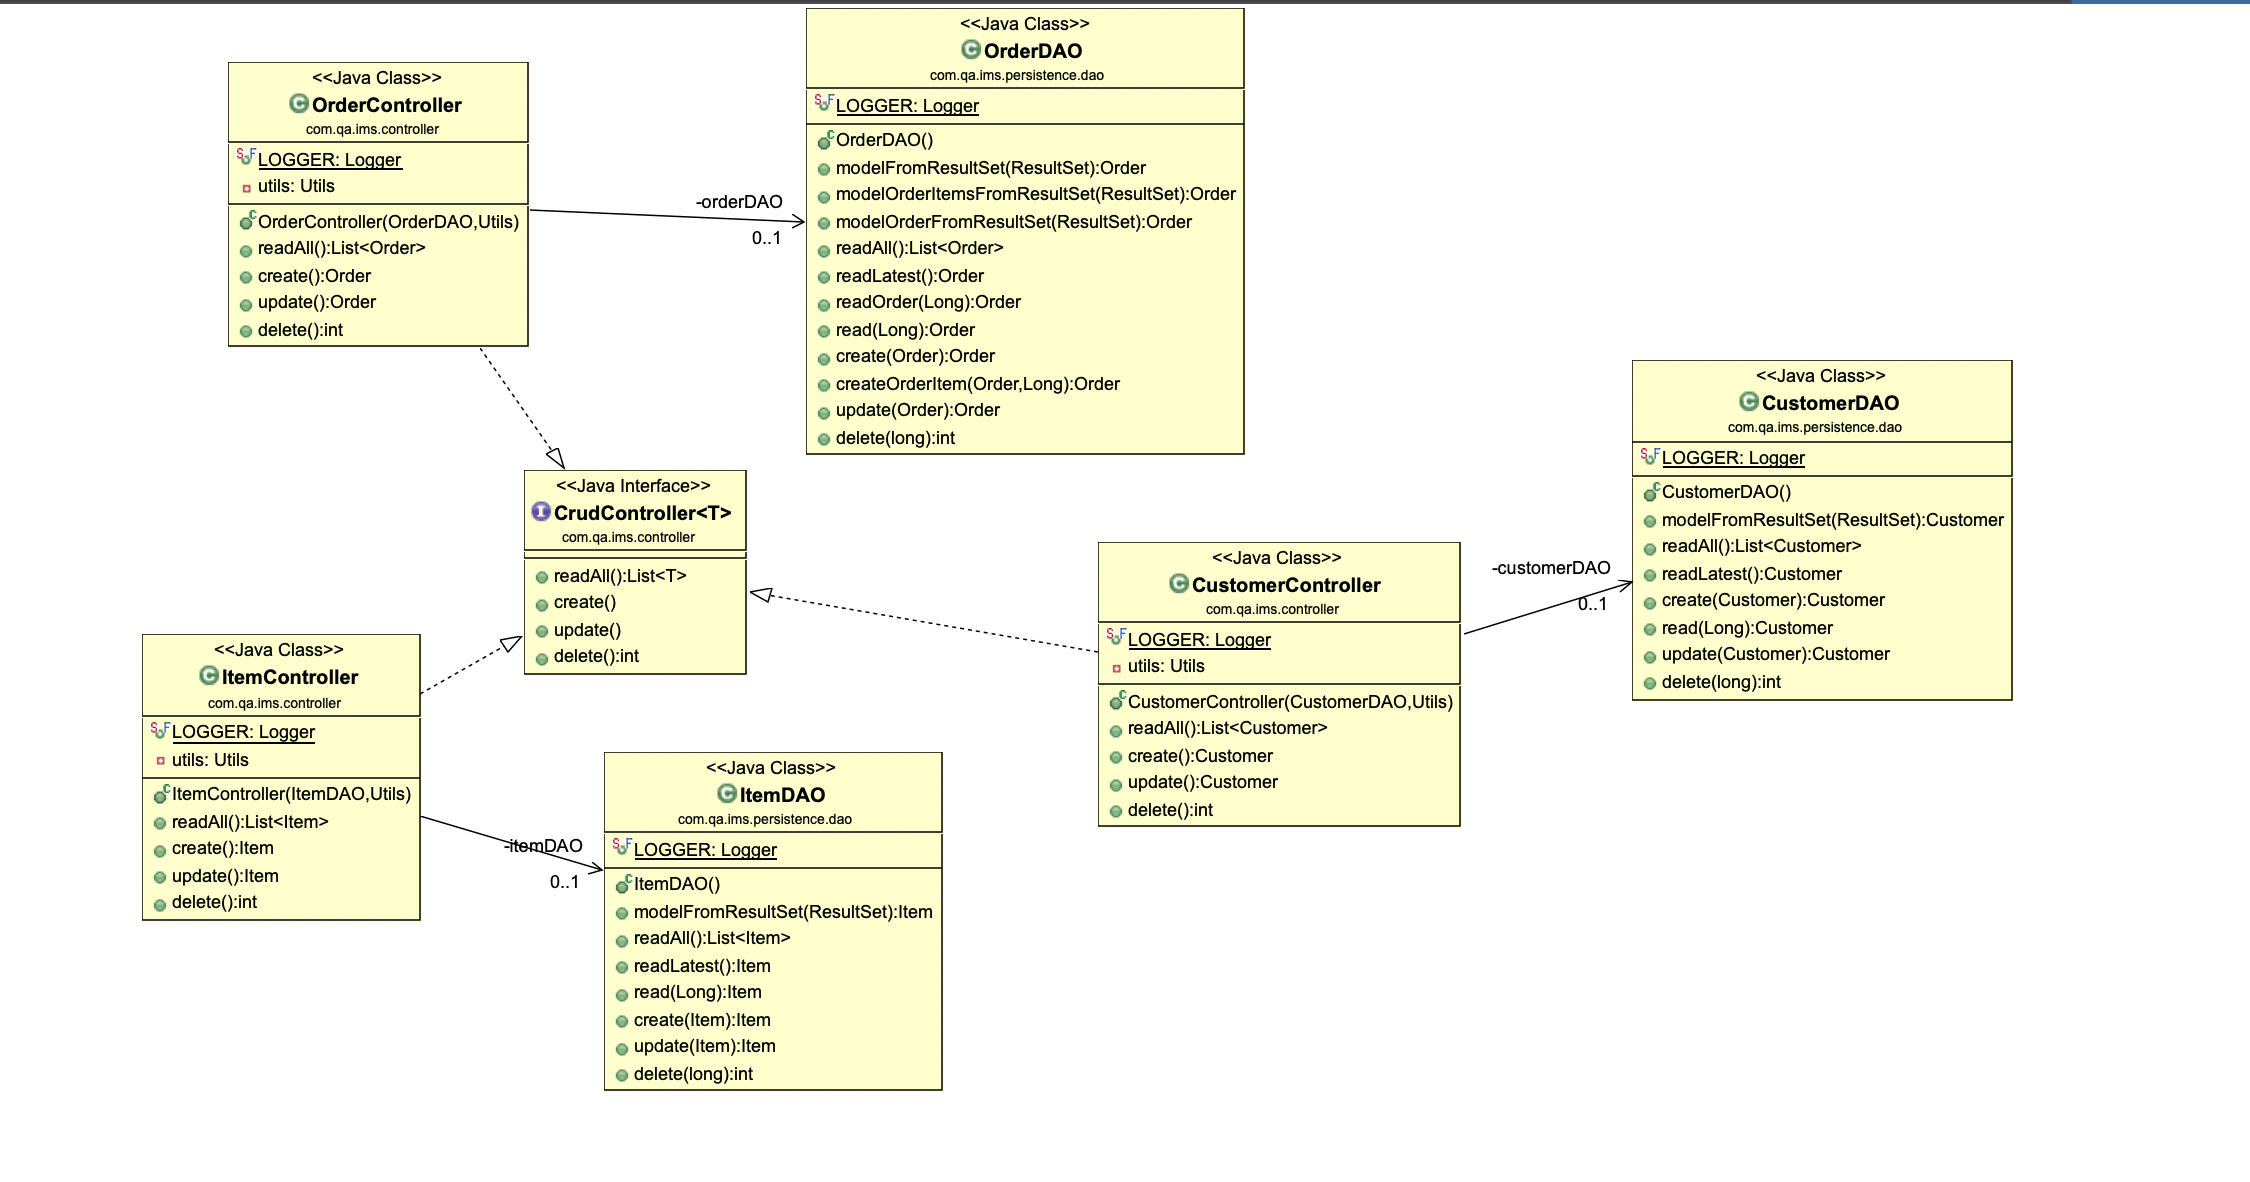 <<Java Class>>
OrderController
com.qa.ims.controller
LOGGER: Logger
utils: Utils
OrderController(OrderDAO,Utils)
readAll():List<Order>
create():Order
update():Order
delete():int
-orderDAO
0..1
<<Java Class>>
OrderDAO
com.qa.ims.persistence.dao
LOGGER: Logger
OrderDAO()
modelFromResultSet(ResultSet):Order
modelOrderItemsFromResultSet(ResultSet):Order
modelOrderFromResultSet(ResultSet):Order
readAll():List<Order>
readLatest():Order
readOrder(Long):Order
read(Long):Order
create(Order):Order
createOrderItem(Order,Long):Order
update(Order):Order
delete(long):int
<<Java Interface>>
CrudController<T>
com.qa.ims.controller
readAll():List<T>
create()
update()
delete():int
<<Java Class>>
CustomerController
com.qa.ims.controller
LOGGER: Logger
utils: Utils
CustomerController(CustomerDAO,Utils)
readAll():List<Customer>
create():Customer
update():Customer
delete():int
-customerDAO
0..1
<<Java Class>>
CustomerDAO
com.qa.ims.persistence.dao
LOGGER: Logger
CustomerDAO()
modelFromResultSet(ResultSet):Customer
readAll():List<Customer>
readLatest():Customer
create(Customer):Customer
read(Long):Customer
update(Customer):Customer
delete(long):int
<<Java Class>>
ItemController
com.qa.ims.controller
LOGGER: Logger
utils: Utils
ItemController(ItemDAO,Utils)
readAll():List<Item>
create():Item
update():Item
delete():int
-itemDAO
0..1
<<Java Class>>
ItemDAO
com.qa.ims.persistence.dao
LOGGER: Logger
ItemDAO()
modelFromResultSet(ResultSet):Item
readAll():List<Item>
readLatest():Item
read(Long):Item
create(Item):Item
update(Item):Item
delete(long):int